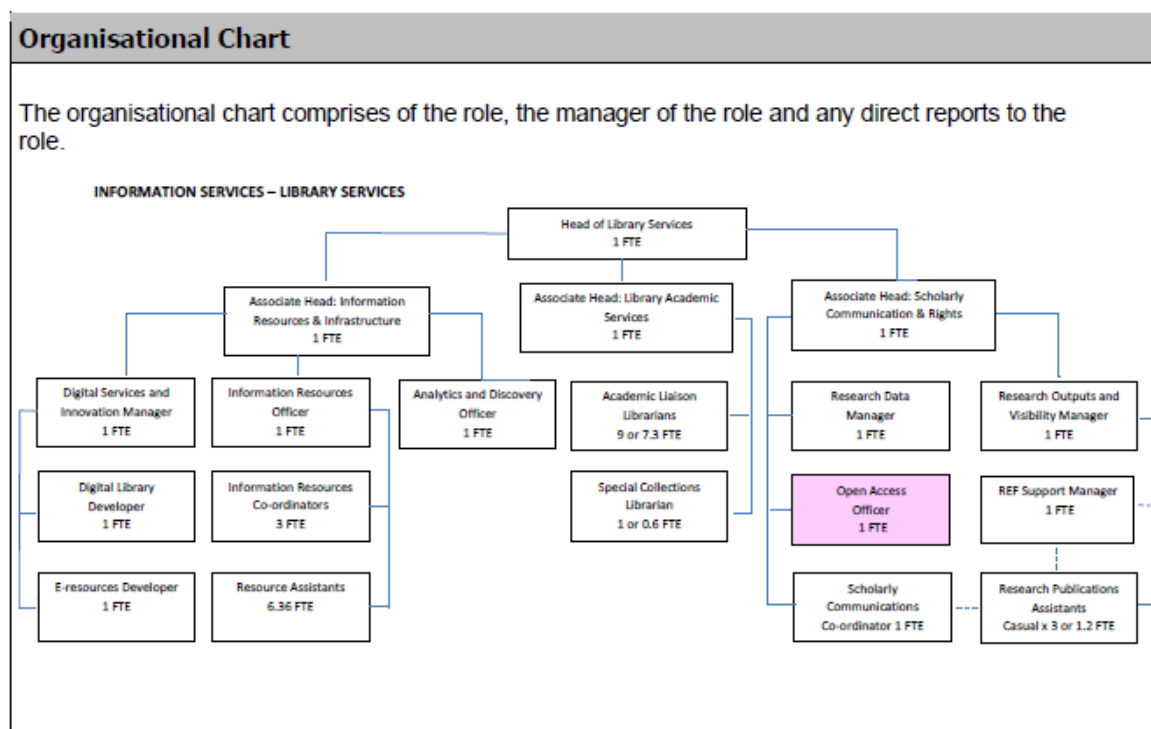 Organisational Chart
The organisational chart comprises of the role, the manager of the role and any direct reports to the
role.
INFORMATION SERVICES – LIBRARY SERVICES
Head of Library Services
1 FTE
Associate Head: Information
Resources & Infrastructure
1 FTE
Associate Head: Library Academic
Services
1 FTE
Associate Head: Scholarly
Communication & Rights
1 FTE
Digital Services and
Innovation Manager
1 FTE
Information Resources
Officer
1 FTE
Analytics and Discovery
Officer
1 FTE
Academic Liaison
Librarians
9 or 7.3 FTE
Research Data
Manager
1 FTE
Research Outputs and
Visibility Manager
1 FTE
Digital Library
Developer
1 FTE
Information Resources
Co-ordinators
3 FTE
Special Collections
Librarian
1 or 0.6 FTE
Open Access
Officer
1 FTE
REF Support Manager
1 FTE
E-resources Developer
1 FTE
Resource Assistants
6.36 FTE
Scholarly
Communications
Co-ordinator 1 FTE
Research Publications
Assistants
Casual x 3 or 1.2 FTE